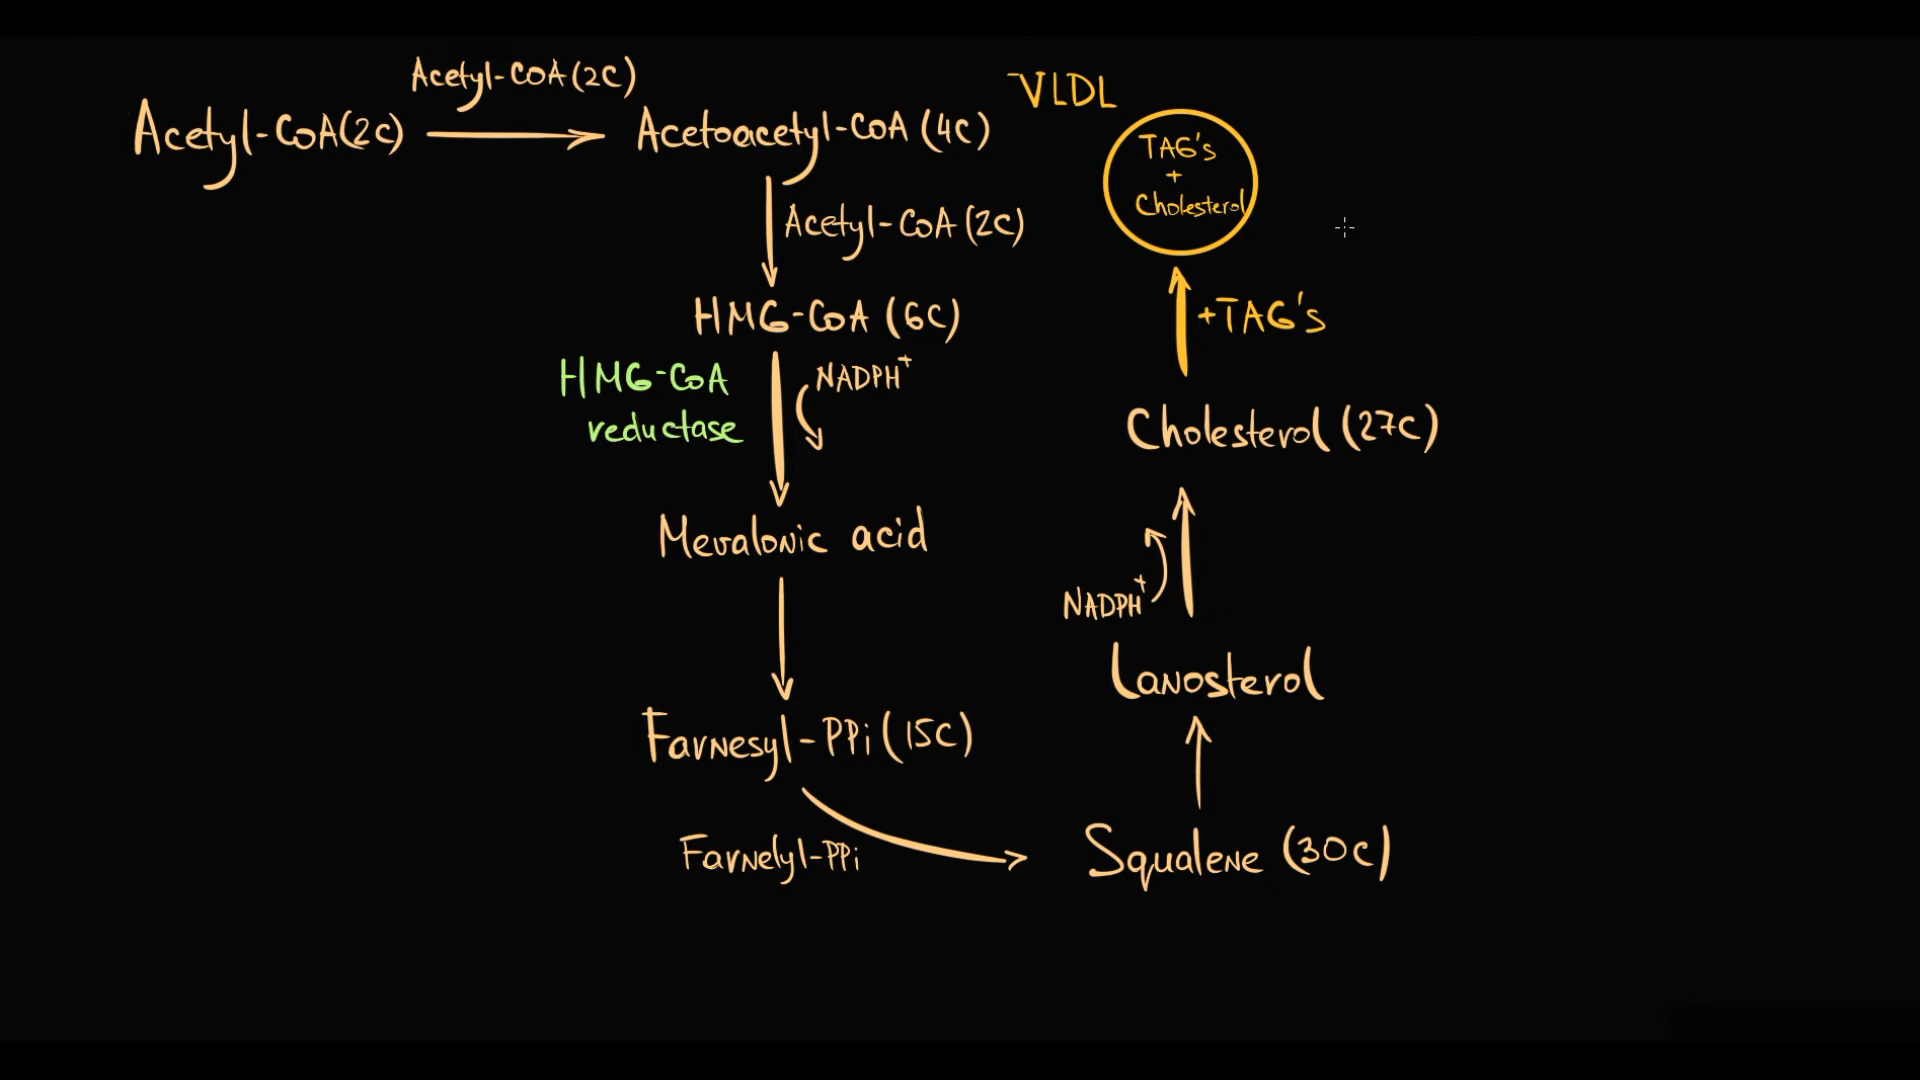 Acetyl-CoA(2C)
Acetyl-CoA(2C)
Acetoacetyl-CoA (4C)
Acetyl-CoA (2C)
HMG-CoA (6C)
HMG-CoA
reductase
NADPH+
Mevalonic acid
Farnesyl-PPi (15C)
Farnelyl-PPi
Squalene (30C)
Lanosterol
NADPH+
Cholesterol (27C)
+TAG's
VLDL
TAG's
+
Cholesterol